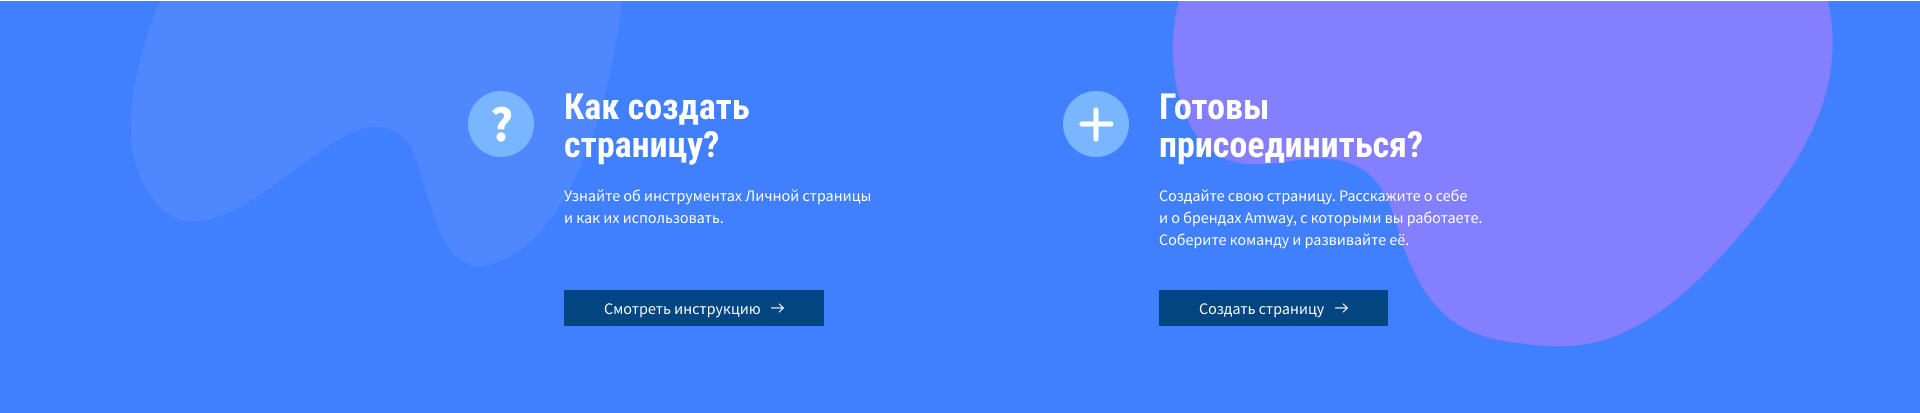 ?
Как создать
страницу?
Узнайте об инструментах Личной страницы
и как их использовать.
Смотреть инструкцию →
+
Готовы
присоединиться?
Создайте свою страницу. Расскажите о себе
и о брендах Amway, с которыми вы работаете.
Соберите команду и развивайте её.
Создать страницу →